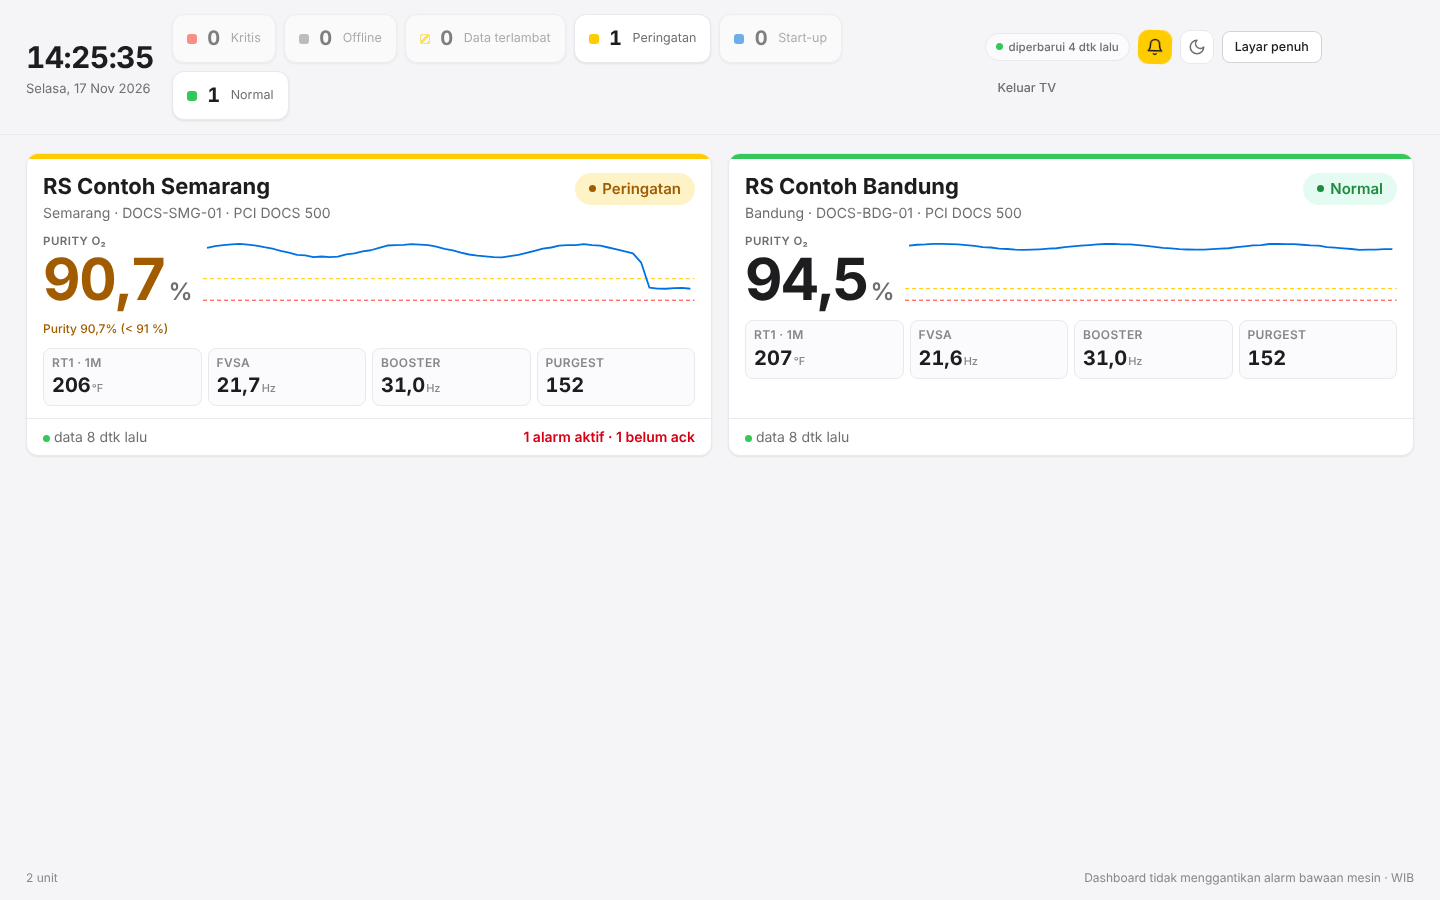 14:25:35
Selasa, 17 Nov 2026
0 Kritis
0 Offline
0 Data terlambat
1 Peringatan
0 Start-up
1 Normal
diperbarui 4 dtk lalu
Layar penuh
Keluar TV
RS Contoh Semarang
Peringatan
Semarang · DOCS-SMG-01 · PCI DOCS 500
PURITY O₂
90,7 %
Purity 90,7% (< 91 %)
RT1 · 1M
206 °F
FVSA
21,7 Hz
BOOSTER
31,0 Hz
PURGEST
152
data 8 dtk lalu
1 alarm aktif · 1 belum ack
RS Contoh Bandung
Normal
Bandung · DOCS-BDG-01 · PCI DOCS 500
PURITY O₂
94,5 %
RT1 · 1M
207 °F
FVSA
21,6 Hz
BOOSTER
31,0 Hz
PURGEST
152
data 8 dtk lalu
2 unit
Dashboard tidak menggantikan alarm bawaan mesin · WIB